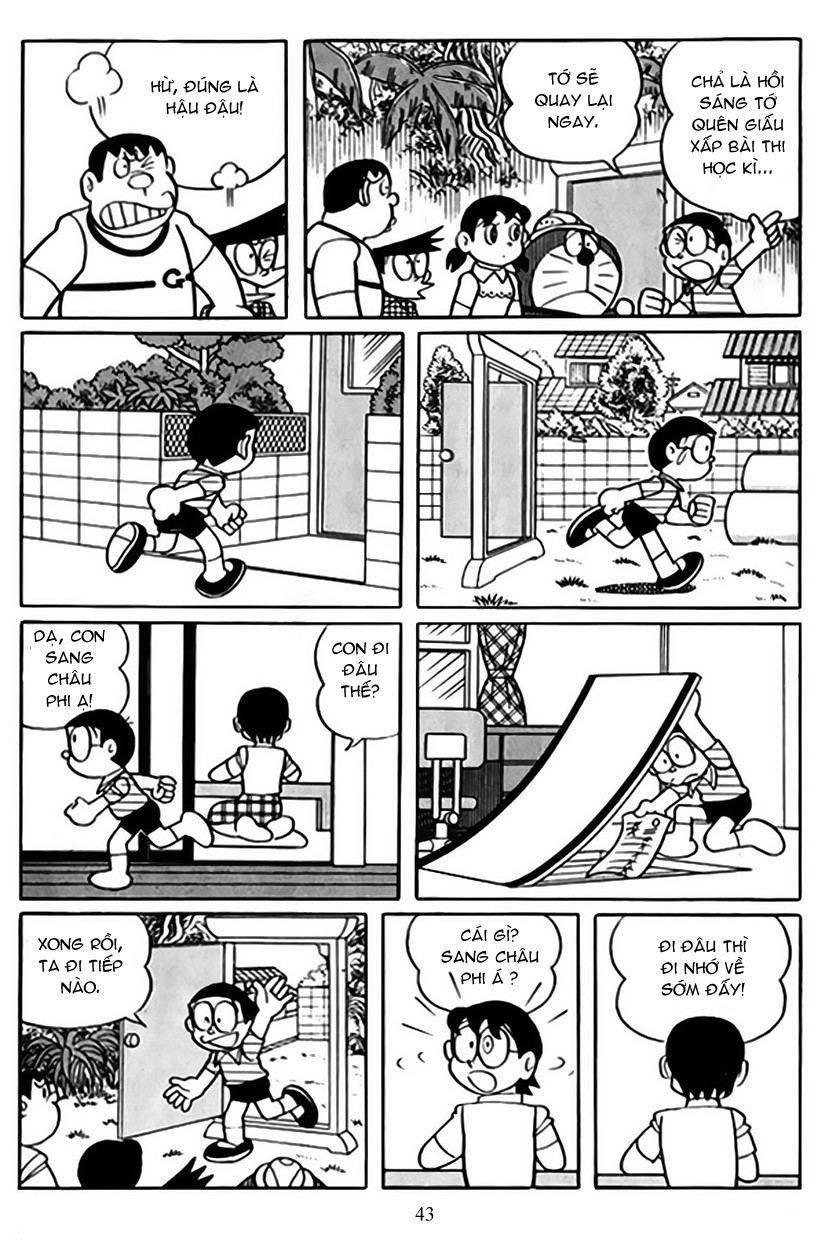 CHẢ LÀ HỒI
SÁNG TỚ
QUÊN GIẤU
XẤP BÀI THI
HỌC KÌ...
TỚ SẼ
QUAY LẠI
NGAY.
HỪ, ĐÚNG LÀ
HẬU ĐẬU!
CON ĐI
ĐÂU
THẾ?
DẠ, CON
SANG
CHÂU
PHI Ạ!
ĐI ĐÂU THÌ
ĐI NHỚ VỀ
SỚM ĐẤY!
CÁI GÌ?
SANG CHÂU
PHI Á ?
XONG RỒI,
TA ĐI TIẾP
NÀO.
43